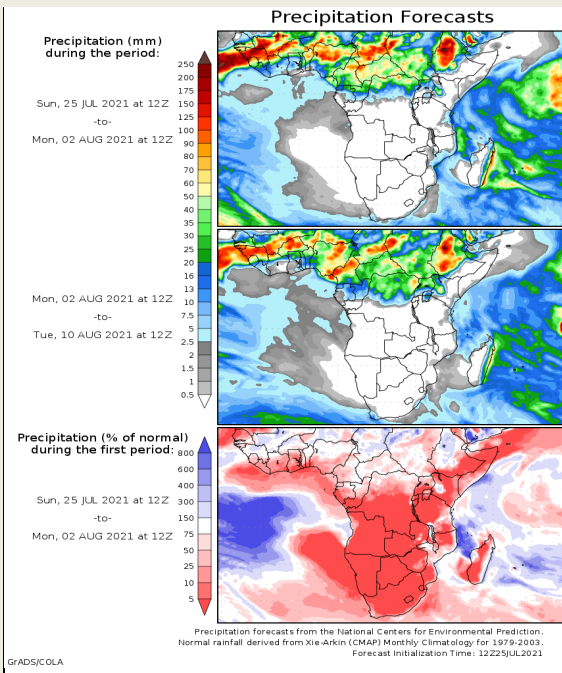 Precipitation Forecasts
Precipitation (mm)
during the period:
Sun, 25 JUL 2021 at 12Z
-to-
Mon, 02 AUG 2021 at 12Z
250
200
175
150
125
100
90
80
70
60
50
40
35
30
25
20
16
13
10
7.5
5
2.5
2
1.5
1
0.5
Mon, 02 AUG 2021 at 12Z
-to-
Tue, 10 AUG 2021 at 12Z
Precipitation (% of normal)
during the first period:
Sun, 25 JUL 2021 at 12Z
-to-
Mon, 02 AUG 2021 at 12Z
800
600
400
300
150
75
50
25
10
5
Precipitation forecasts from the National Centers for Environmental Prediction.
Normal rainfall derived from Xie-Arkin (CMAP) Monthly Climatology for 1979-2003.
Forecast Initialization Time: 12Z25JUL2021
GrADS/COLA